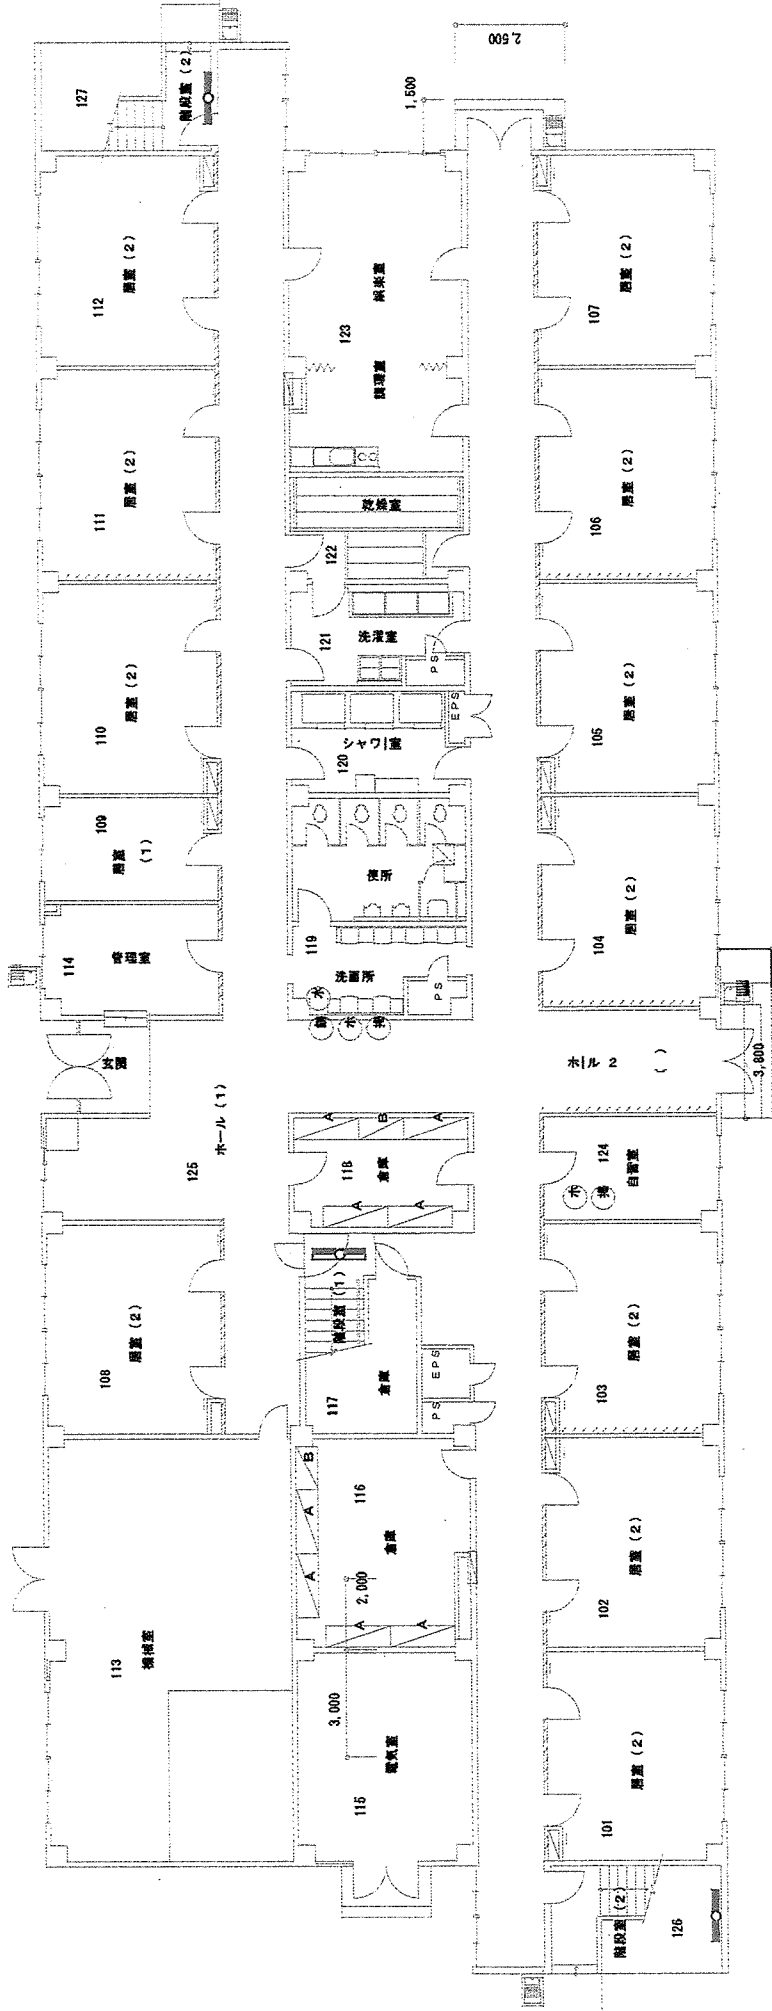 127
階段室(2)
2,500
1,500
112
居室(2)
111
居室(2)
110
居室(2)
109
居室
(1)
114
管理室
玄関
125
ホール(1)
108
居室(2)
113
機械室
娯楽室
123
調理室
乾燥室
122
121
洗濯室
PS
EPS
シャワー室
120
便所
119
洗面所
PS
水
水
掲
A
B
A
118
倉庫
A
A
階段室(1)
117
倉庫
EPS
PS
B
A
A
116
倉庫
2,000
A
A
3,000
115
電気室
107
居室(2)
106
居室(2)
105
居室(2)
104
居室(2)
ホール 2
( )
3,800
124
自習室
木
掲
103
居室(2)
102
居室(2)
101
居室(2)
階段室(2)
126